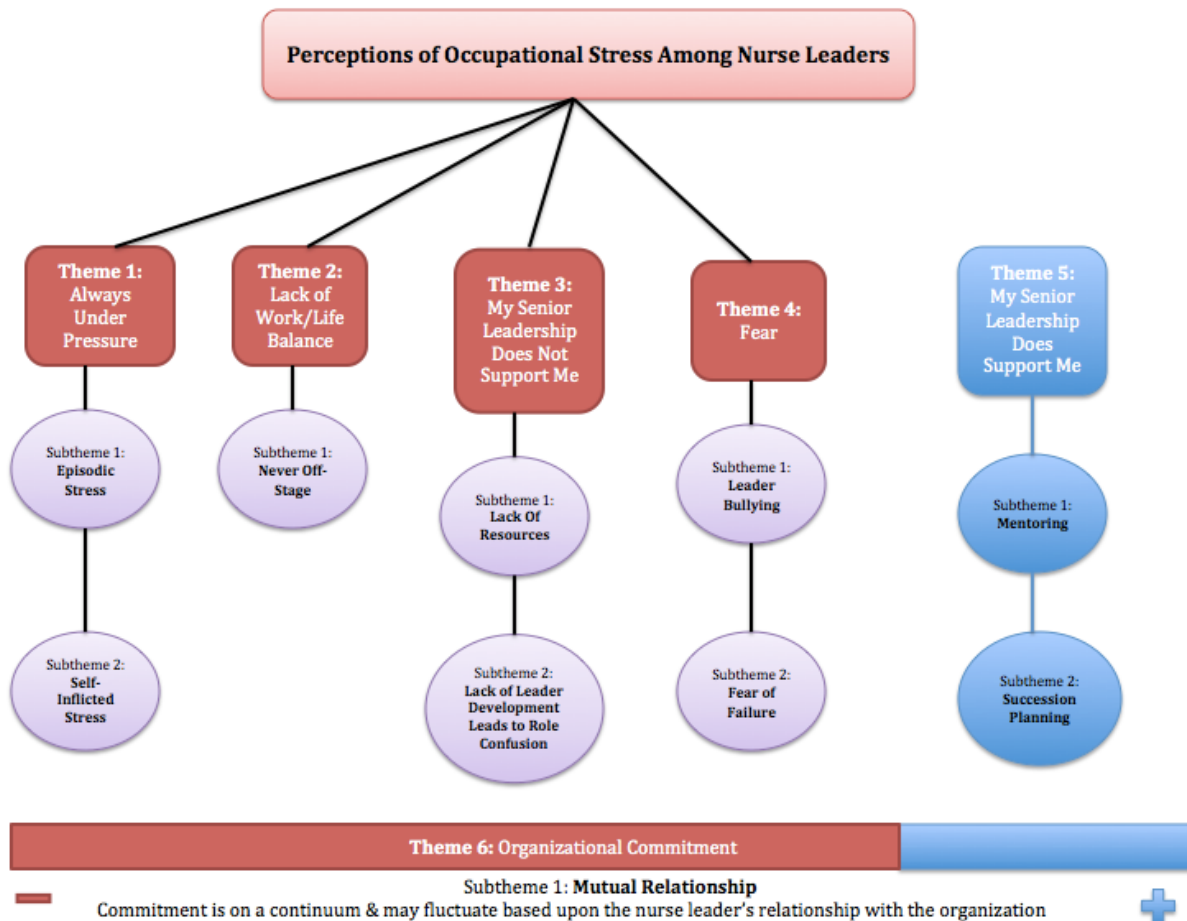 Perceptions of Occupational Stress Among Nurse Leaders
Theme 1:
Always
Under
Pressure
Theme 2:
Lack of
Work/Life
Balance
Theme 3:
My Senior
Leadership
Does Not
Support Me
Theme 4:
Fear
Theme 5:
My Senior
Leadership
Does
Support Me
Subtheme 1:
Episodic
Stress
Subtheme 1:
Never Off-
Stage
Subtheme 1:
Lack Of
Resources
Subtheme 1:
Leader
Bullying
Subtheme 1:
Mentoring
Subtheme 2:
Self-
Inflicted
Stress
Subtheme 2:
Lack of Leader
Development
Leads to Role
Confusion
Subtheme 2:
Fear of
Failure
Subtheme 2:
Succession
Planning
Theme 6: Organizational Commitment
Subtheme 1: Mutual Relationship
Commitment is on a continuum & may fluctuate based upon the nurse leader's relationship with the organization